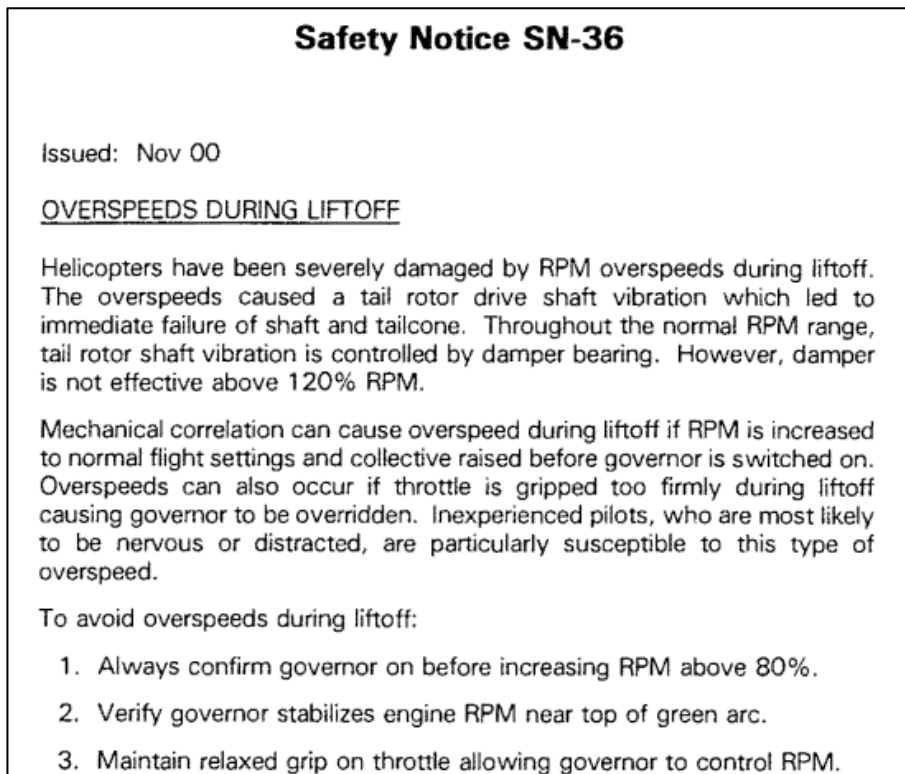 Safety Notice SN-36
Issued: Nov 00
OVERSPEEDS DURING LIFTOFF
Helicopters have been severely damaged by RPM overspeeds during liftoff.
The overspeeds caused a tail rotor drive shaft vibration which led to
immediate failure of shaft and tailcone. Throughout the normal RPM range,
tail rotor shaft vibration is controlled by damper bearing. However, damper
is not effective above 120% RPM.
Mechanical correlation can cause overspeed during liftoff if RPM is increased
to normal flight settings and collective raised before governor is switched on.
Overspeeds can also occur if throttle is gripped too firmly during liftoff
causing governor to be overridden. Inexperienced pilots, who are most likely
to be nervous or distracted, are particularly susceptible to this type of
overspeed.
To avoid overspeeds during liftoff:
1. Always confirm governor on before increasing RPM above 80%.
2. Verify governor stabilizes engine RPM near top of green arc.
3. Maintain relaxed grip on throttle allowing governor to control RPM.